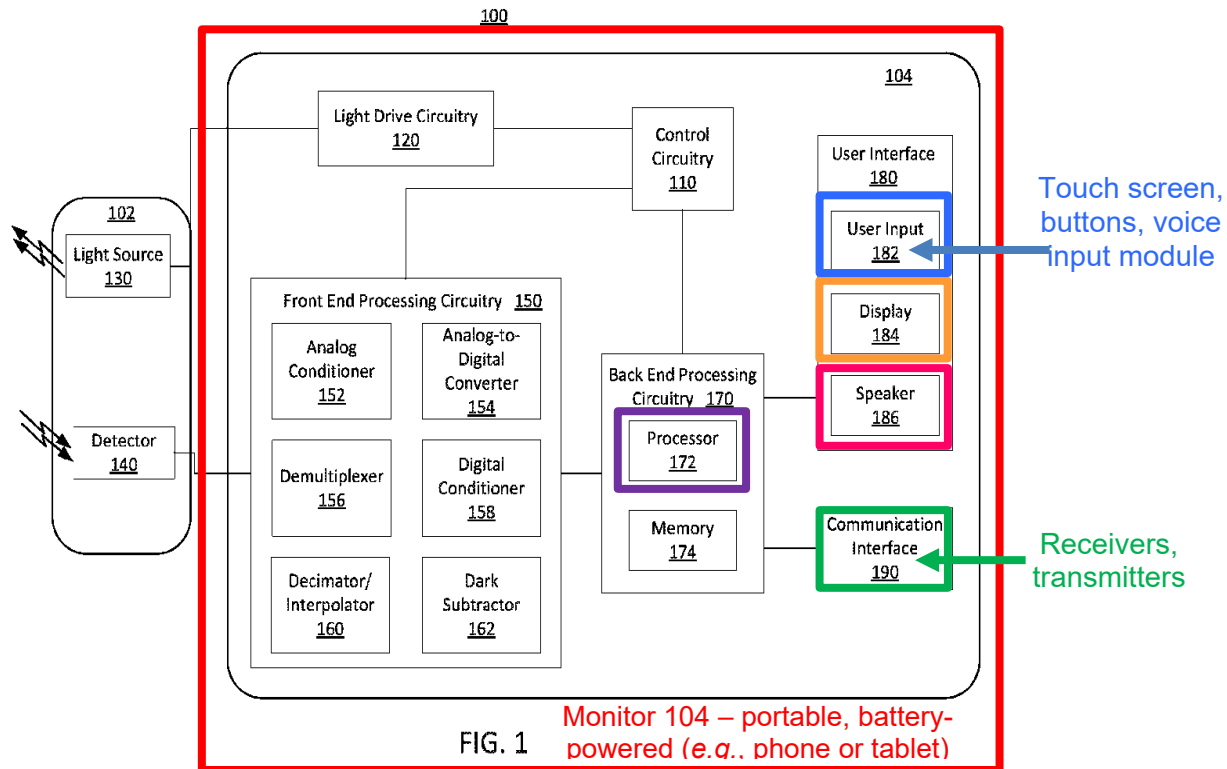 100
104
Light Drive Circuitry
120
Control
Circuitry
110
User Interface
180
User Input
182
Touch screen,
buttons, voice
input module
102
Light Source
130
Display
184
Front End Processing Circuitry 150
Analog
Conditioner
152
Analog-to-
Digital
Converter
154
Back End Processing
Circuitry 170
Speaker
186
Processor
172
Detector
140
Demultiplexer
156
Digital
Conditioner
158
Memory
174
Communication
Interface
190
Receivers,
transmitters
Decimator/
Interpolator
160
Dark
Subtractor
162
FIG. 1
Monitor 104 – portable, battery-
powered (e.g., phone or tablet)